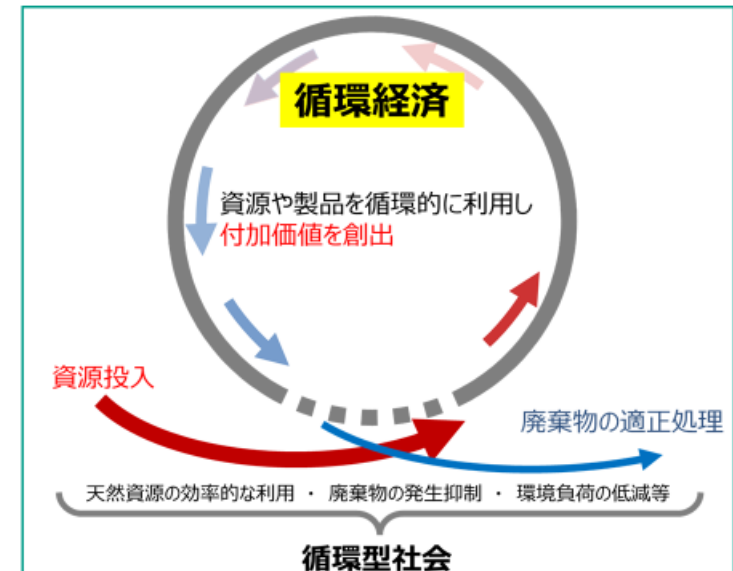 循環経済
資源や製品を循環的に利用し
付加価値を創出
資源投入
廃棄物の適正処理
天然資源の効率的な利用 ・ 廃棄物の発生抑制 ・ 環境負荷の低減等
循環型社会